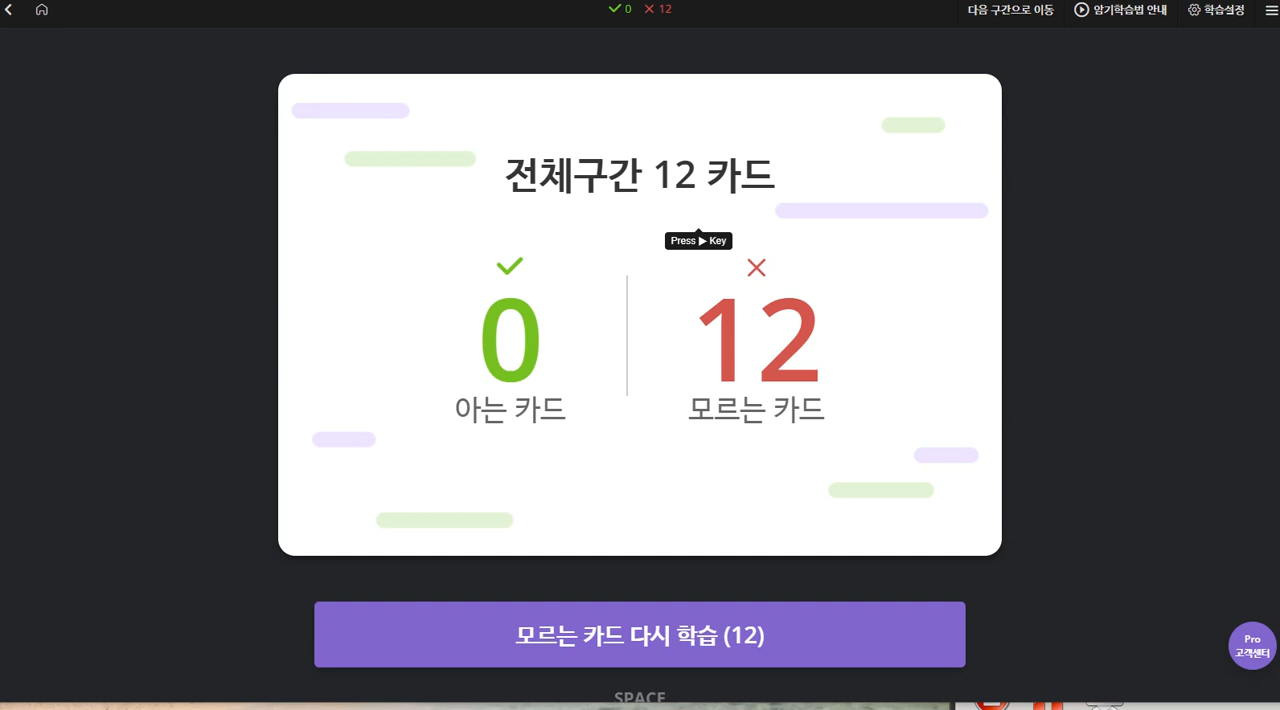 0 12
다음 구간으로 이동
암기학습법 안내
학습설정
전체구간 12 카드
Press ▶ Key
0
12
아는 카드
모르는 카드
모르는 카드 다시 학습 (12)
Pro
고객센터
SPACE